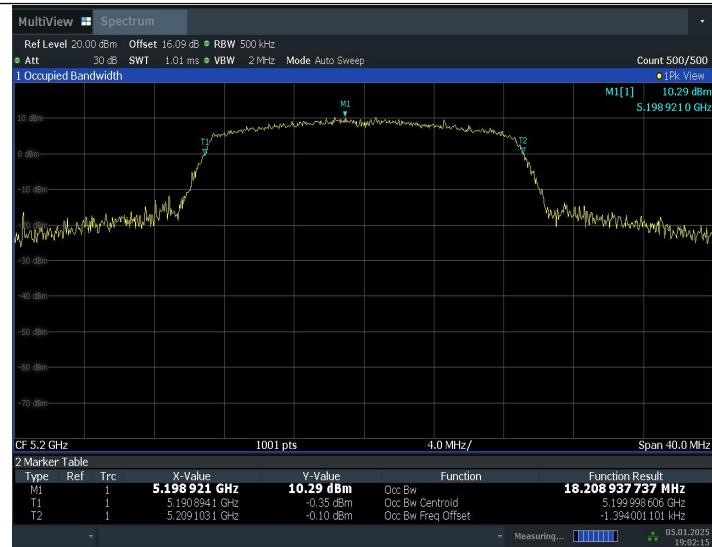 MultiView Spectrum
Ref Level 20.00 dBm Offset 16.09 dB RBW 500 kHz
Att 30 dB SWT 1.01 ms VBW 2 MHz Mode Auto Sweep Count 500/500
1 Occupied Bandwidth 1Pk View
M1[1] 10.29 dBm
5.198 921 0 GHz
M1
10 dBm
T1
T2
0 dBm
-10 dBm
-20 dBm
-30 dBm
-40 dBm
-50 dBm
-60 dBm
-70 dBm
CF 5.2 GHz 1001 pts 4.0 MHz/ Span 40.0 MHz
2 Marker Table
Type Ref Trc X-Value Y-Value Function Function Result
M1 1 5.198 921 GHz 10.29 dBm Occ Bw 18.208 937 737 MHz
T1 1 5.190 894 1 GHz -0.35 dBm Occ Bw Centroid 5.199 998 606 GHz
T2 1 5.209 103 1 GHz -0.10 dBm Occ Bw Freq Offset -1.394 001 101 kHz
Measuring... 05.01.2025
19:02:15